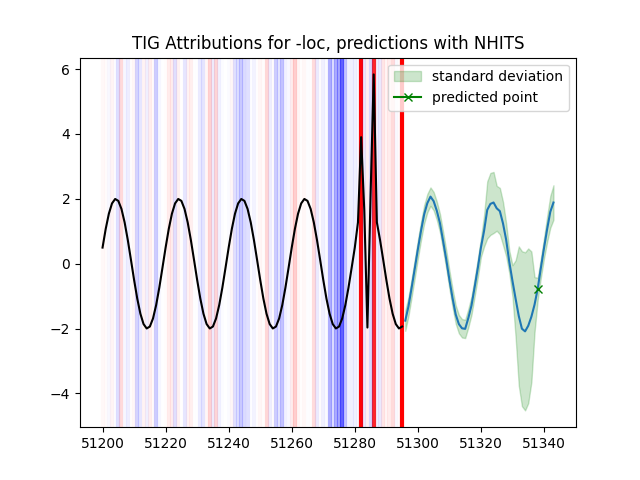 TIG Attributions for -loc, predictions with NHITS
6
4
2
0
−2
−4
standard deviation
predicted point
51200 51220 51240 51260 51280 51300 51320 51340